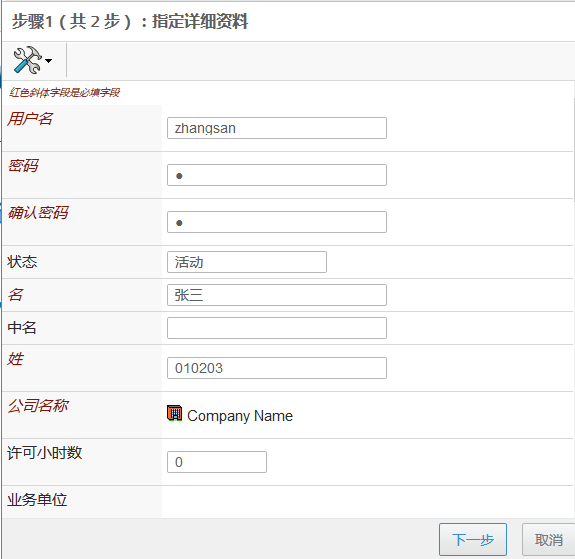 步骤1（共 2 步）：指定详细资料
红色斜体字段是必填字段
用户名
zhangsan
密码
●
确认密码
●
状态
活动
名
张三
中名
姓
010203
公司名称
Company Name
许可小时数
0
业务单位
下一步
取消